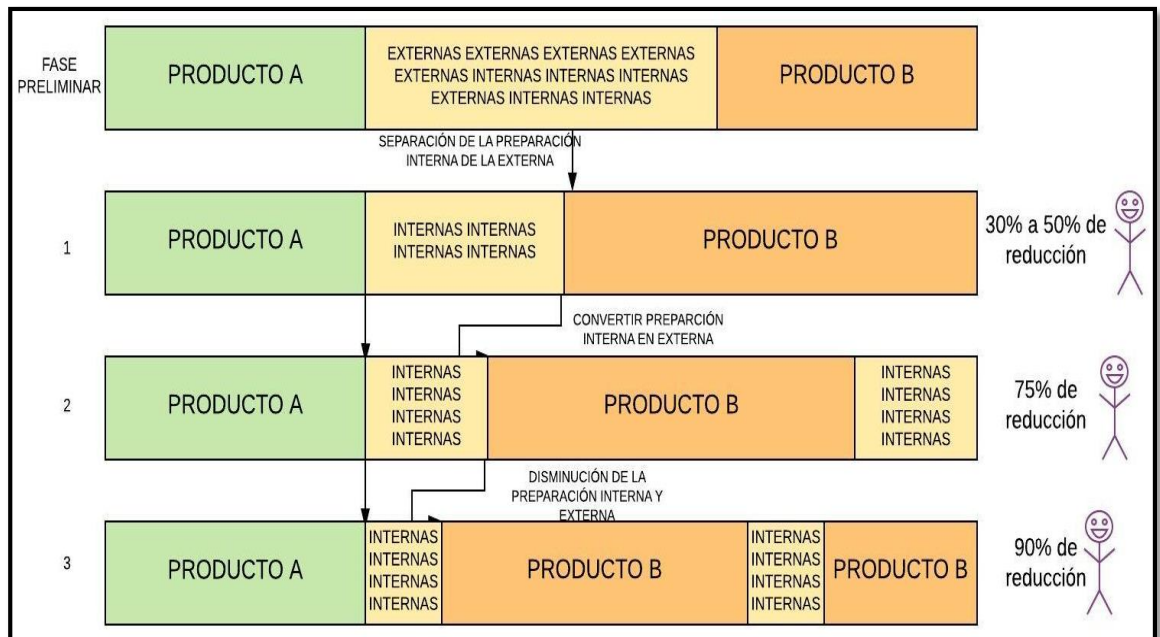 FASE
PRELIMINAR
PRODUCTO A
EXTERNAS EXTERNAS EXTERNAS EXTERNAS
EXTERNAS INTERNAS INTERNAS INTERNAS
EXTERNAS INTERNAS INTERNAS
PRODUCTO B
SEPARACIÓN DE LA PREPARACIÓN
INTERNA DE LA EXTERNA
1
PRODUCTO A
INTERNAS INTERNAS
INTERNAS INTERNAS
PRODUCTO B
30% a 50% de
reducción
CONVERTIR PREPARCIÓN
INTERNA EN EXTERNA
2
PRODUCTO A
INTERNAS
INTERNAS
INTERNAS
INTERNAS
PRODUCTO B
INTERNAS
INTERNAS
INTERNAS
INTERNAS
75% de
reducción
DISMINUCIÓN DE LA
PREPARACIÓN INTERNA Y
EXTERNA
3
PRODUCTO A
INTERNAS
INTERNAS
INTERNAS
INTERNAS
PRODUCTO B
INTERNAS
INTERNAS
INTERNAS
INTERNAS
PRODUCTO B
90% de
reducción